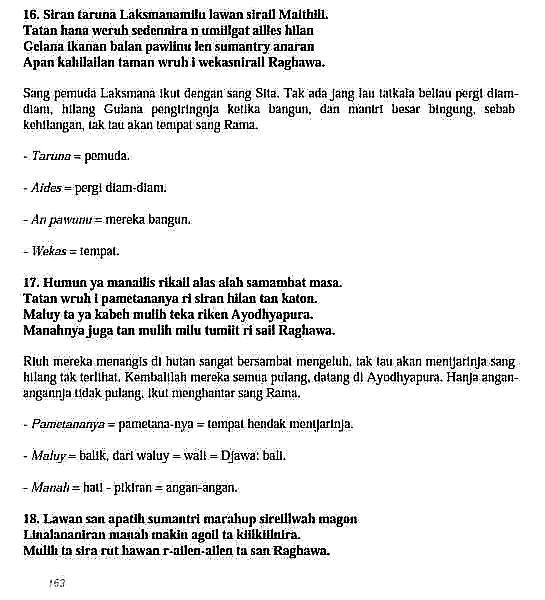 16. Siran taruna Laksmanamilu lawan sirail Maithili.
Tatan hana weruh sedennira n umiligat ailles hilan
Gelana ikanan balan pawlinu len sumantry anaran
Apan kahilailan taman wruh i wekasnirail Raghawa.
Sang pemuda Laksmana ikut dengan sang Sita. Tak ada jang lau tatkala beliau pergi diam-
diam, hilang Gulana pengiringnja ketika bangun, dan mantri besar bingung, sebab
kehilangan, tak tau akan tempat sang Rama.
- Taruna = pemuda.
- Aides = pergi diam-diam.
- An pawunu = mereka bangun.
- Wekas = tempat.
17. Humun ya manailis rikail alas alah samambat masa.
Tatan wruh i pametananya ri siran hilan tan katon.
Maluy ta ya kabeh mulih teka riken Ayodhyapura.
Manahnya juga tan mulih milu tumiit ri sail Raghawa.
Riuh mereka menangis di hutan sangat bersambat mengeluh, tak tau akan mentjarinja sang
hilang tak terlihat. Kembalilah mereka semua pulang, datang di Ayodhyapura. Hanja angan-
angannja tidak pulang, ikut menghantar sang Rama.
- Pametananya = pametana-nya = tempat hendak mentjarinja.
- Maluy = balik, dari waluy = wali = Djawa: bali.
- Manah = hati - pikiran = angan-angan.
18. Lawan san apatih sumantri marahup sireilwah magon
Linalananiran manah makin agoil ta kiilkilnira.
Mulih ta sira rut hawan r-ailen-ailen ta san Raghawa.
163